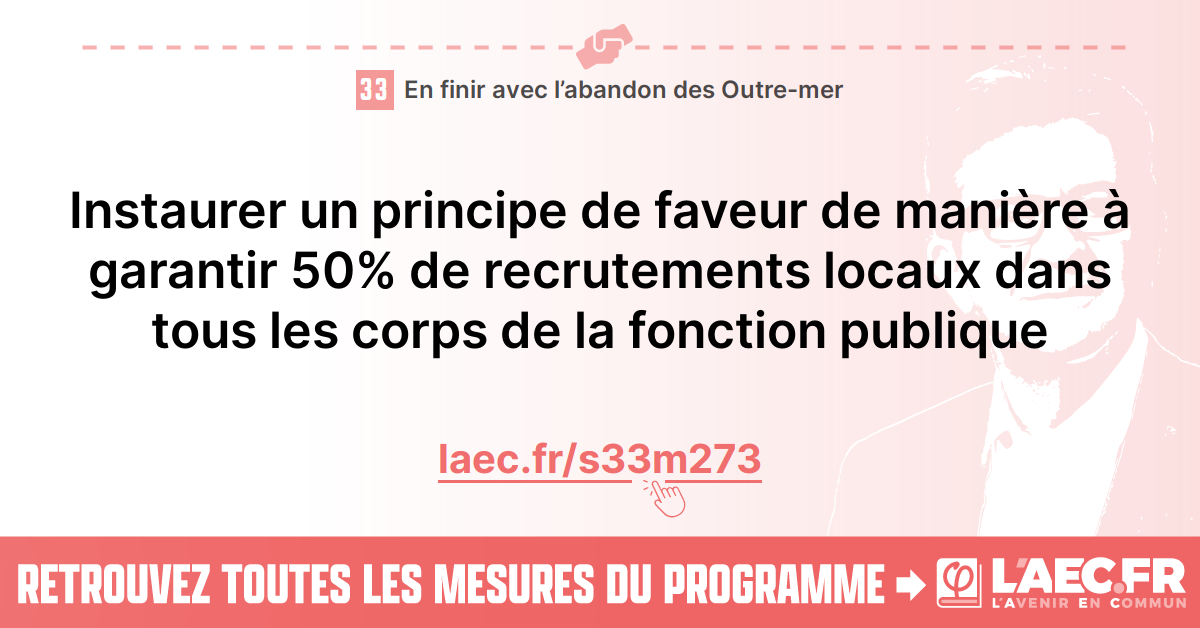 33 En finir avec l’abandon des Outre-mer
Instaurer un principe de faveur de manière à
garantir 50% de recrutements locaux dans
tous les corps de la fonction publique
laec.fr/s33m273
RETROUVEZ TOUTES LES MESURES DU PROGRAMME
φ L'AEC.FR
L'AVENIR EN COMMUN